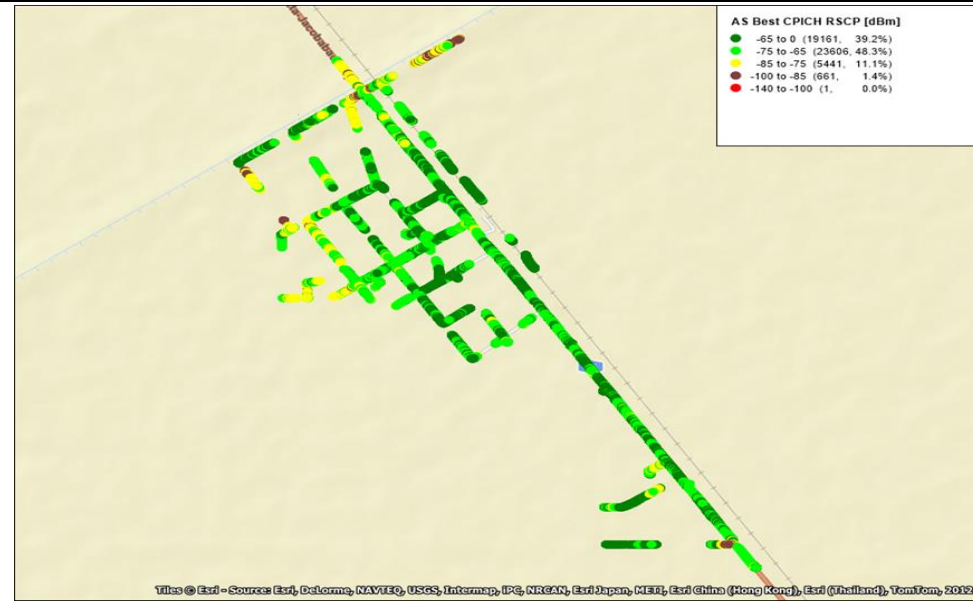 AS Best CPICH RSCP [dBm]
-65 to 0 (19161, 39.2%)
-75 to -65 (23606, 48.3%)
-85 to -75 (5441, 11.1%)
-100 to -85 (661, 1.4%)
-140 to -100 (1, 0.0%)
Tiles © Esri - Source: Esri, DeLorme, NAVTEQ, USGS, Intermap, iPC, NRCAN, Esri Japan, METI, Esri China (Hong Kong), Esri (Thailand), TomTom, 2012